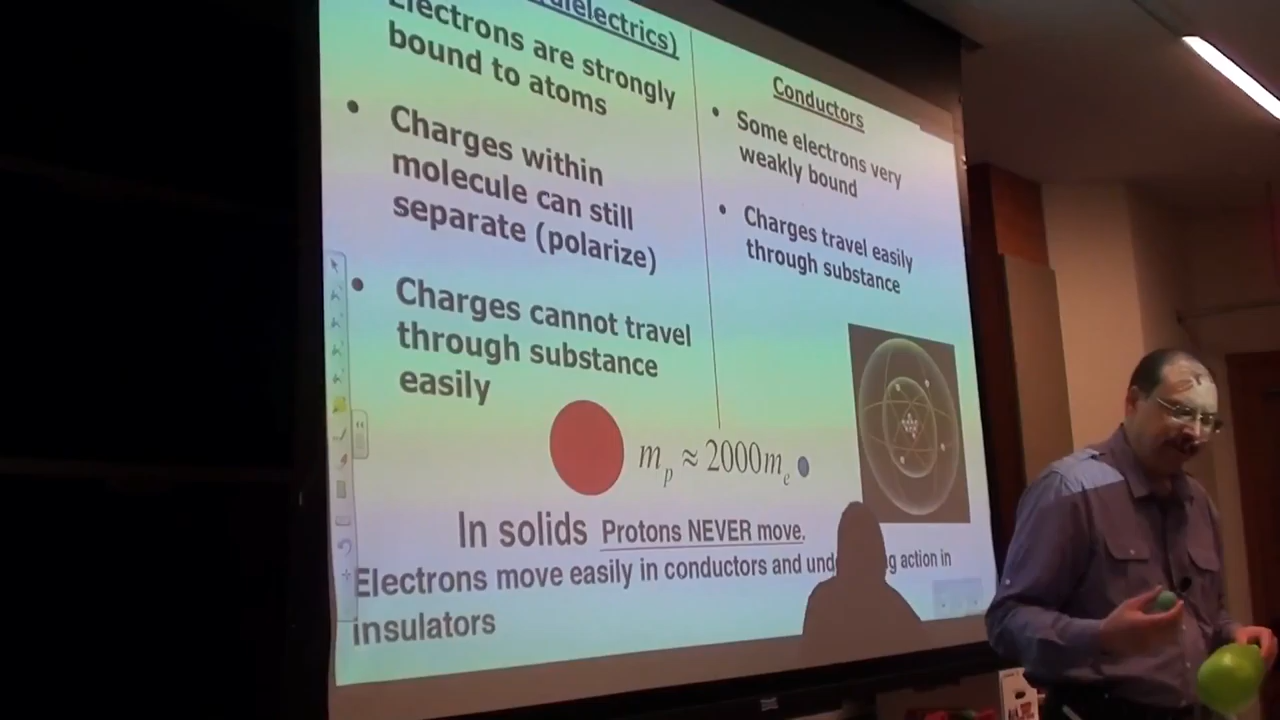 dielectrics)
Electrons are strongly
bound to atoms
• Charges within
molecule can still
separate (polarize)
• Charges cannot travel
through substance
easily
Conductors
• Some electrons very
weakly bound
• Charges travel easily
through substance
mp ≈ 2000me
In solids Protons NEVER move.
Electrons move easily in conductors and action in
insulators